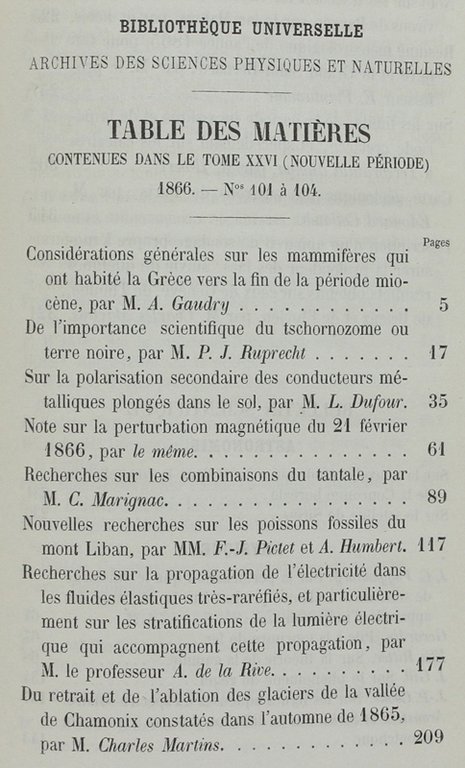 BIBLIOTHÈQUE UNIVERSELLE
ARCHIVES DES SCIENCES PHYSIQUES ET NATURELLES
TABLE DES MATIÈRES
CONTENUES DANS LE TOME XXVI (NOUVELLE PÉRIODE)
1866. — Nos 101 à 104.
Pages
Considérations générales sur les mammifères qui
ont habité la Grèce vers la fin de la période mio-
cène, par M. A. Gaudry . . . . . . . . . . . . 5
De l'importance scientifique du tschornozome ou
terre noire, par M. P. J. Ruprecht . . . . . . . 17
Sur la polarisation secondaire des conducteurs mé-
talliques plongés dans le sol, par M. L. Dufour. 35
Note sur la perturbation magnétique du 21 février
1866, par le même. . . . . . . . . . . . . . . 61
Recherches sur les combinaisons du tantale, par
M. C. Marignac. . . . . . . . . . . . . . . . . 89
Nouvelles recherches sur les poissons fossiles du
mont Liban, par MM. F.-J. Pictet et A. Humbert. 117
Recherches sur la propagation de l'électricité dans
les fluides élastiques très-raréfiés, et particulière-
ment sur les stratifications de la lumière électri-
que qui accompagnent cette propagation, par
M. le professeur A. de la Rive. . . . . . . . . . 177
Du retrait et de l'ablation des glaciers de la vallée
de Chamonix constatés dans l'automne de 1865,
par M. Charles Martins. . . . . . . . . . . . . 209